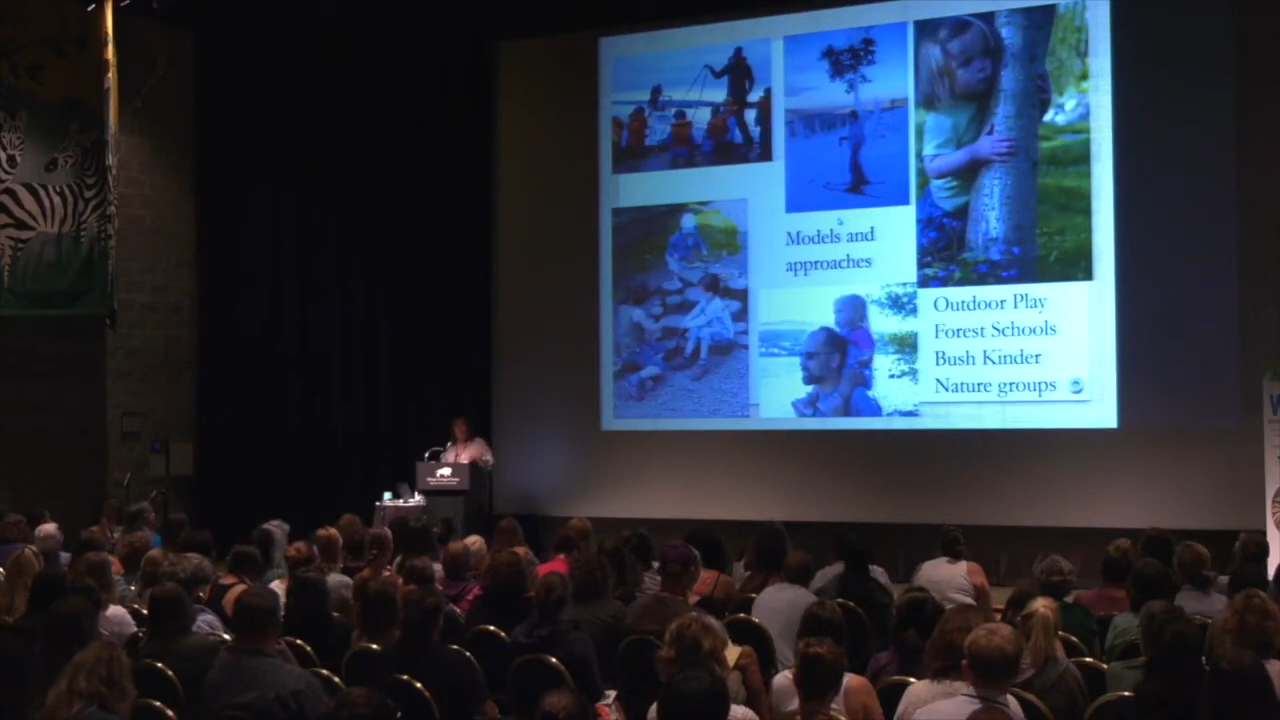 Models and
approaches
Outdoor Play
Forest Schools
Bush Kinder
Nature groups